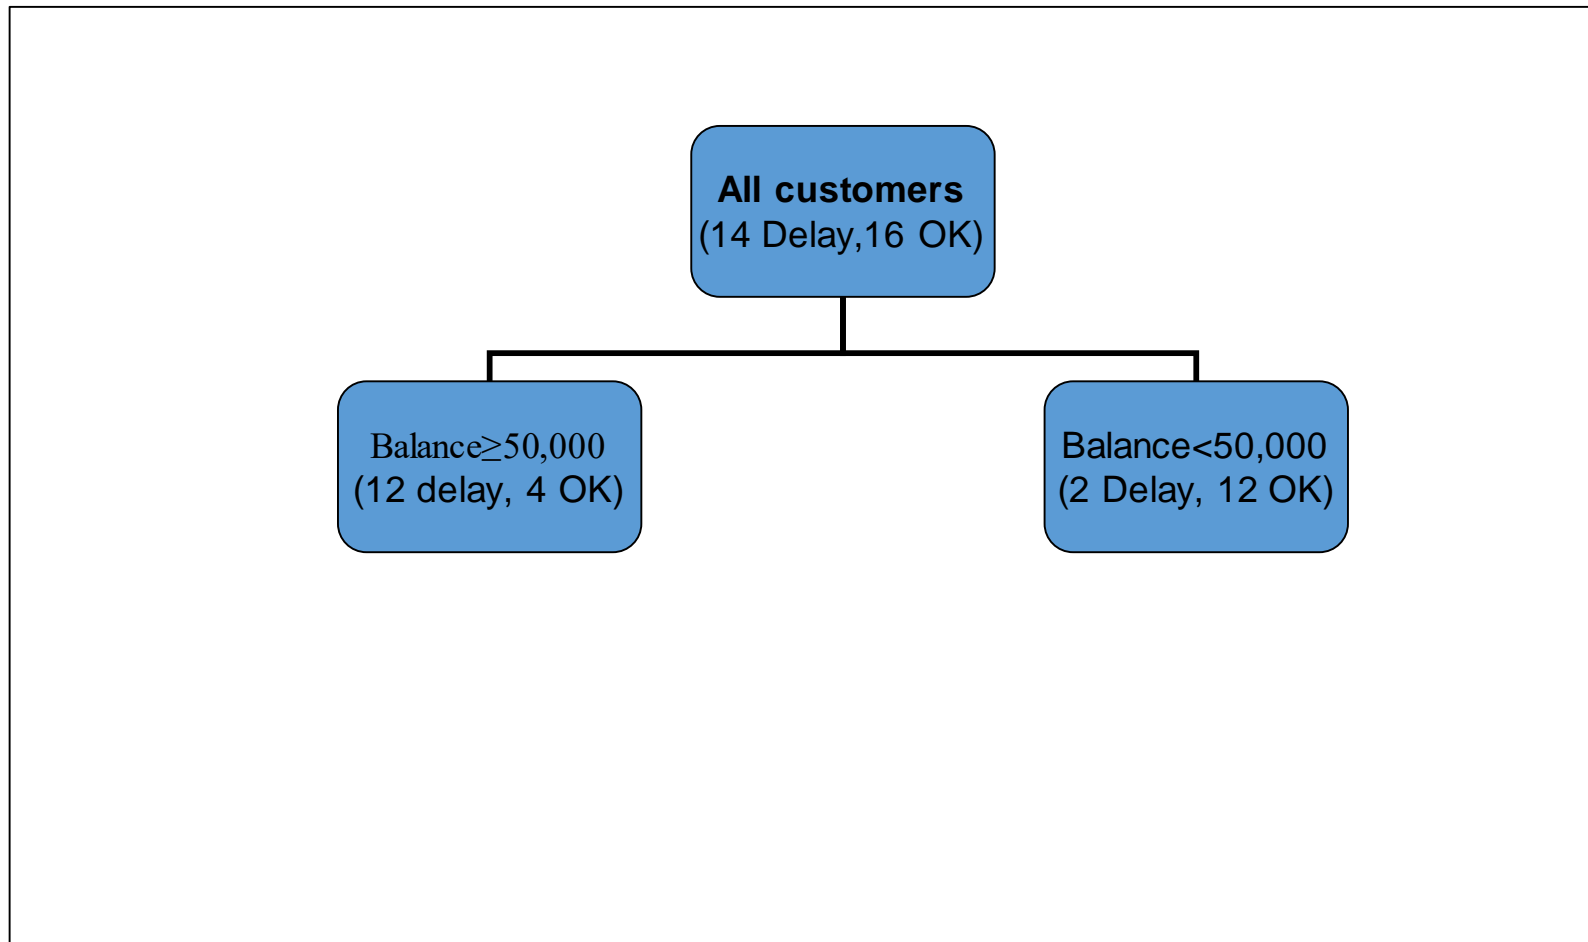 All customers
(14 Delay,16 OK)
Balance≥50,000
(12 delay, 4 OK)
Balance<50,000
(2 Delay, 12 OK)